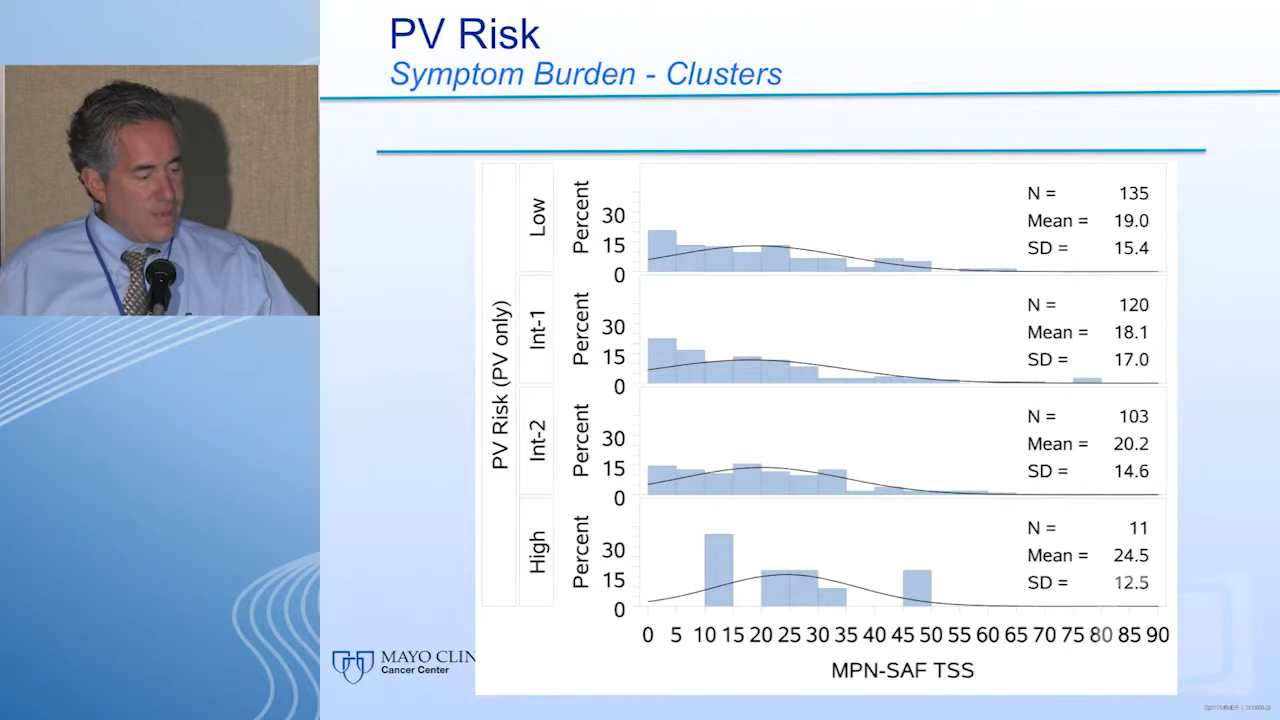 PV Risk
Symptom Burden - Clusters
PV Risk (PV only)
Low
Percent
30
15
0
N = 135
Mean = 19.0
SD = 15.4
Int-1
Percent
30
15
0
N = 120
Mean = 18.1
SD = 17.0
Int-2
Percent
30
15
0
N = 103
Mean = 20.2
SD = 14.6
High
Percent
30
15
0
N = 11
Mean = 24.5
SD = 12.5
0 5 10 15 20 25 30 35 40 45 50 55 60 65 70 75 80 85 90
MPN-SAF TSS
MAYO CLIN
Cancer Center